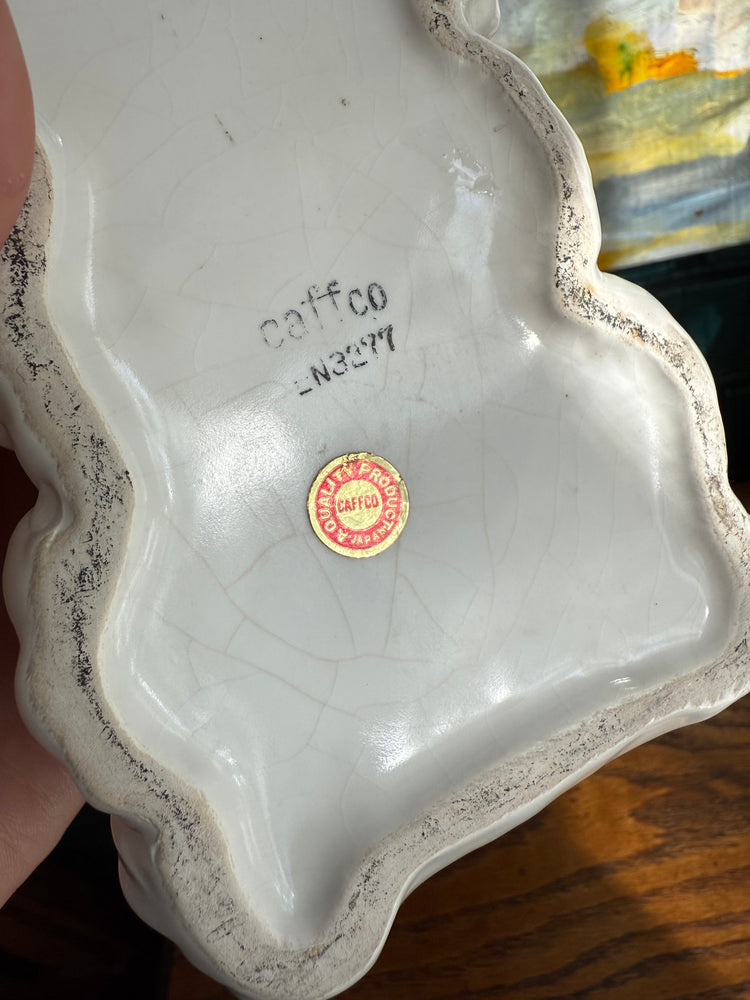 caffco
EN3277
A QUALITY PRODUCT
CAFFCO
JAPAN